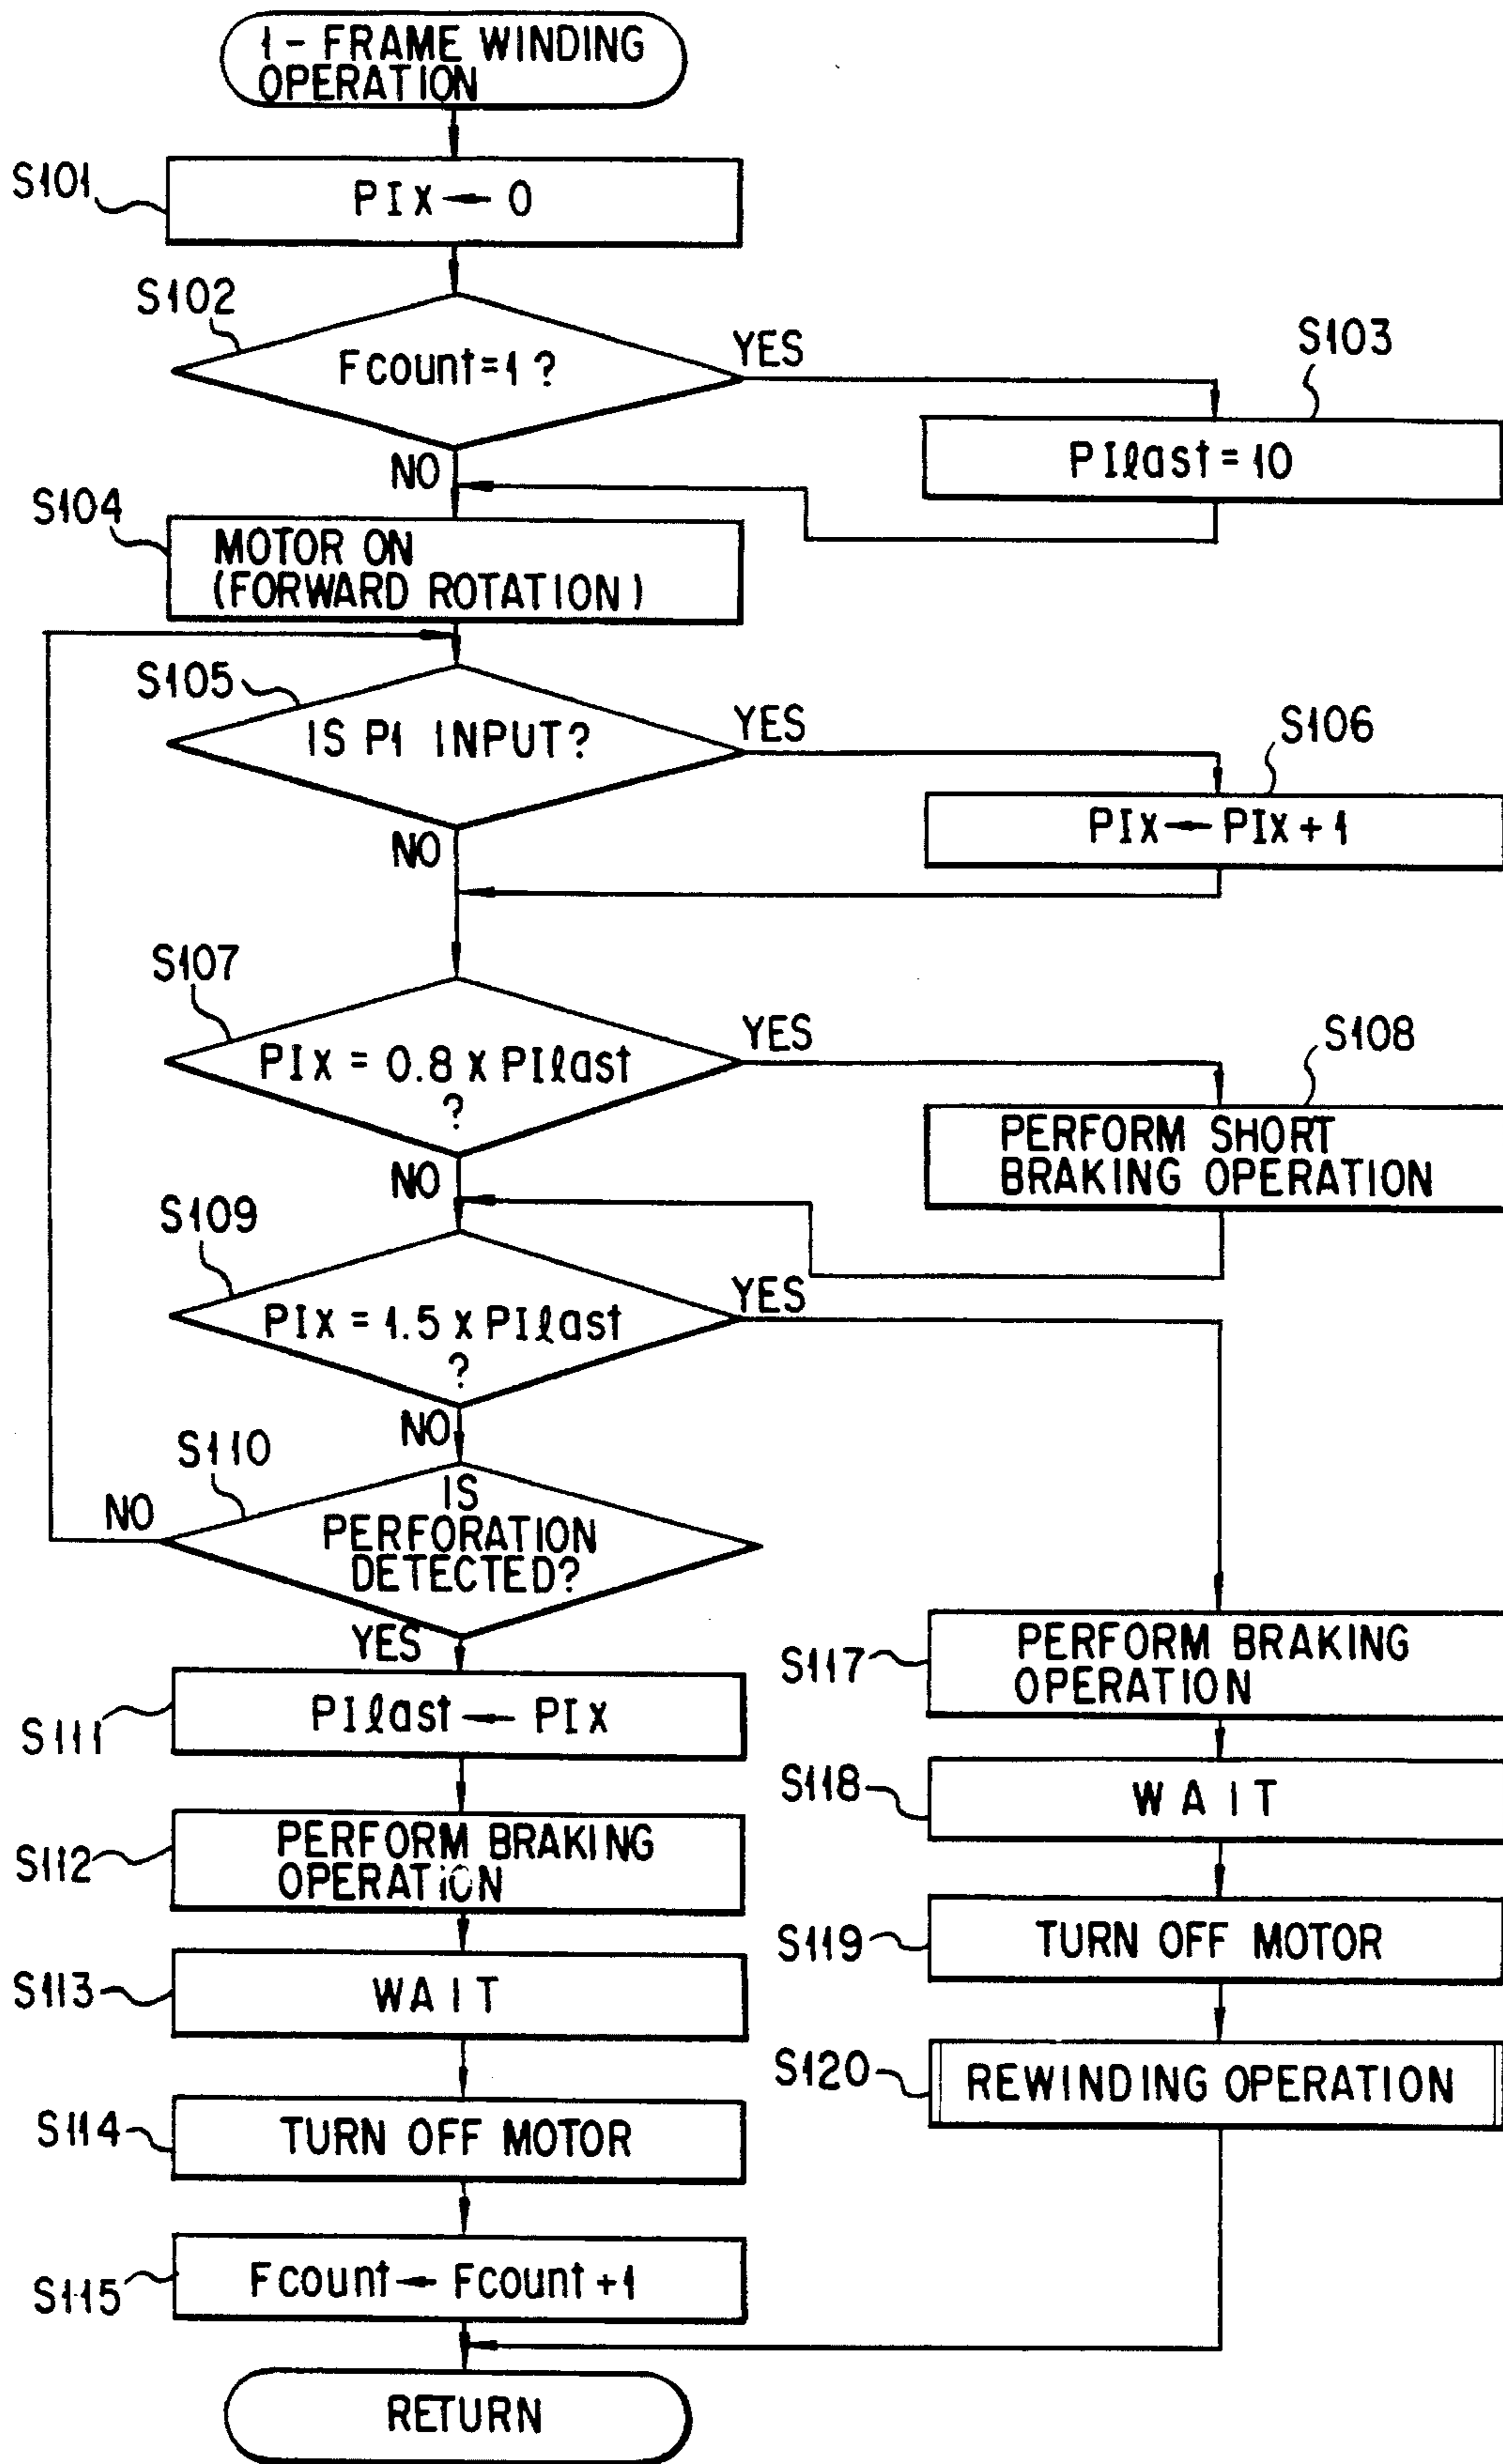 1 - FRAME WINDING
OPERATION
S101
PIx ← 0
S102
Fcount=1 ?
YES
S103
PIlast=10
NO
S104
MOTOR ON
(FORWARD ROTATION)
S105
IS P1 INPUT?
YES
S106
PIx ← PIx + 1
NO
S107
PIx = 0.8 x PIlast
?
YES
S108
PERFORM SHORT
BRAKING OPERATION
NO
S109
PIx = 1.5 x PIlast
?
YES
NO
S110
IS
PERFORATION
DETECTED?
NO
YES
S111
PIlast ← PIx
S112
PERFORM BRAKING
OPERATION
S113
WAIT
S114
TURN OFF MOTOR
S115
Fcount ← Fcount +1
S117
PERFORM BRAKING
OPERATION
S118
WAIT
S119
TURN OFF MOTOR
S120
REWINDING OPERATION
RETURN